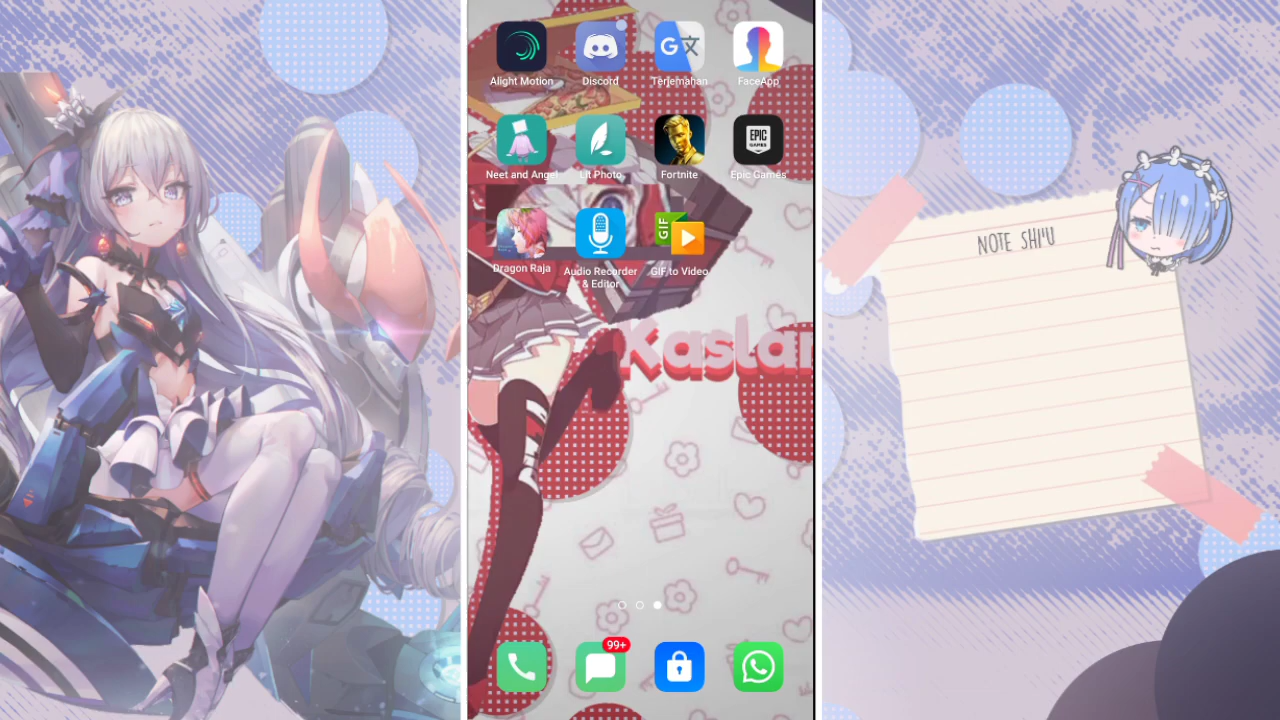 Alight Motion
Discord
Terjemahan
FaceApp
EPIC
GAMES
Neet and Angel
Lit Photo
Fortnite
Epic Games
GIF
Dragon Raja
Audio Recorder
& Editor
GIF to Video
Kaslan
99+
NOTE SHI"U